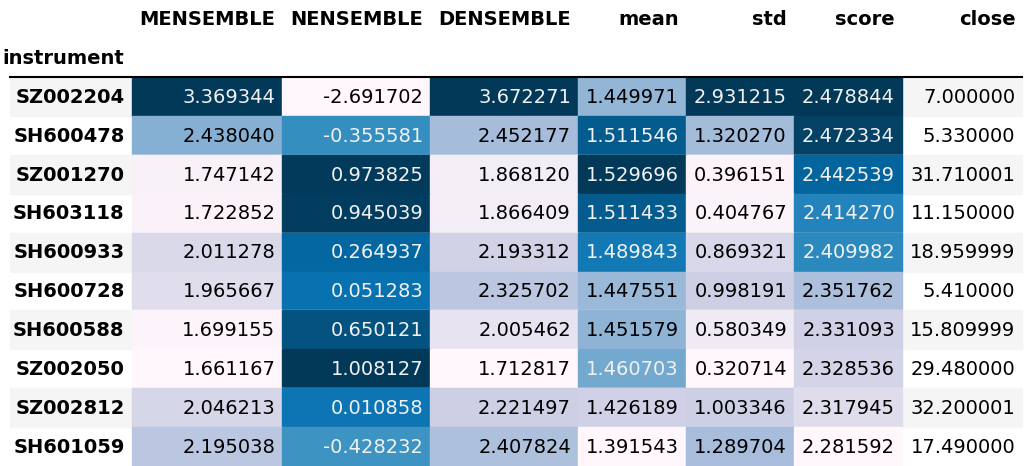 MENSEMBLE NENSEMBLE DENSEMBLE mean std score close
instrument
SZ002204 3.369344 -2.691702 3.672271 1.449971 2.931215 2.478844 7.000000
SH600478 2.438040 -0.355581 2.452177 1.511546 1.320270 2.472334 5.330000
SZ001270 1.747142 0.973825 1.868120 1.529696 0.396151 2.442539 31.710001
SH603118 1.722852 0.945039 1.866409 1.511433 0.404767 2.414270 11.150000
SH600933 2.011278 0.264937 2.193312 1.489843 0.869321 2.409982 18.959999
SH600728 1.965667 0.051283 2.325702 1.447551 0.998191 2.351762 5.410000
SH600588 1.699155 0.650121 2.005462 1.451579 0.580349 2.331093 15.809999
SZ002050 1.661167 1.008127 1.712817 1.460703 0.320714 2.328536 29.480000
SZ002812 2.046213 0.010858 2.221497 1.426189 1.003346 2.317945 32.200001
SH601059 2.195038 -0.428232 2.407824 1.391543 1.289704 2.281592 17.490000